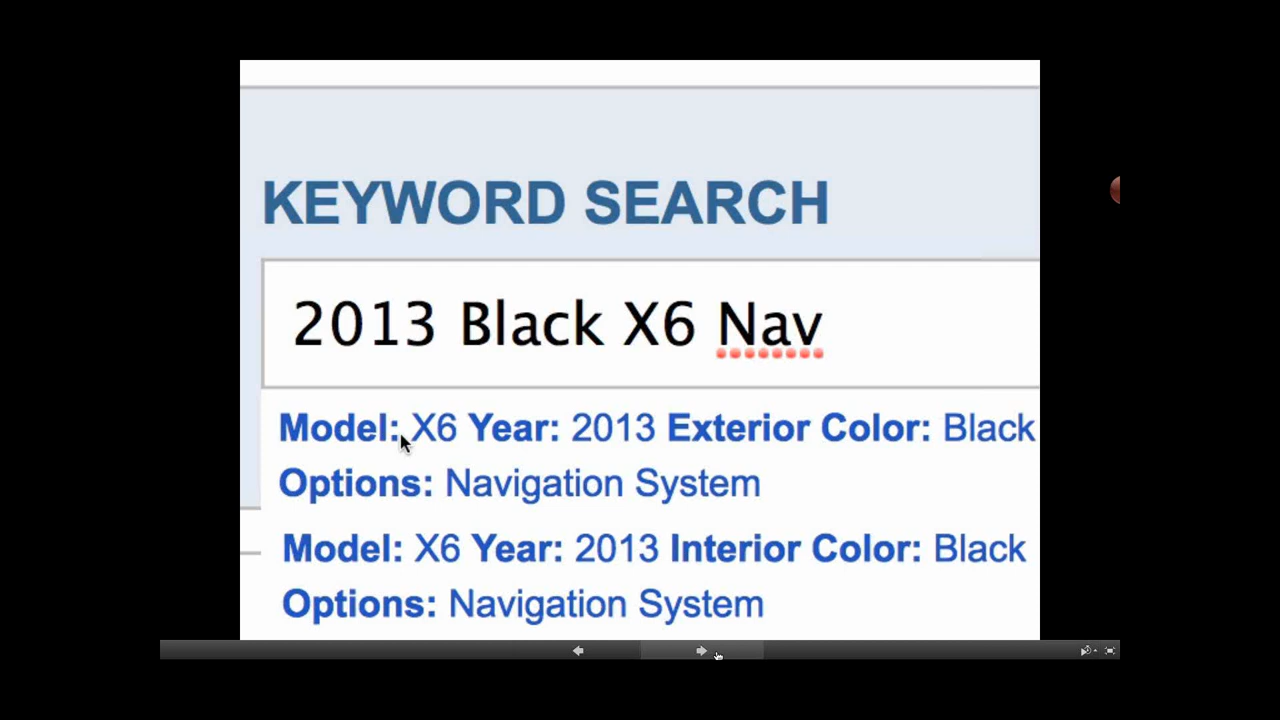 KEYWORD SEARCH
2013 Black X6 Nav
Model: X6 Year: 2013 Exterior Color: Black
Options: Navigation System
Model: X6 Year: 2013 Interior Color: Black
Options: Navigation System